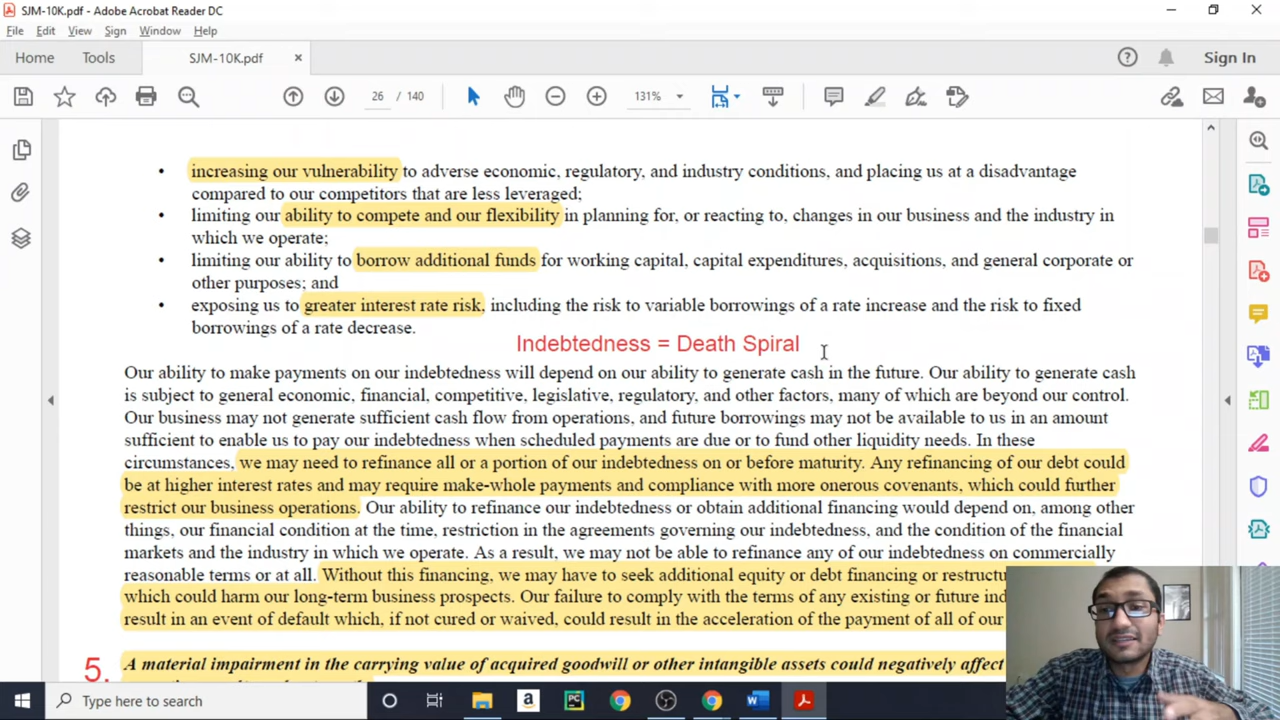 SJM-10K.pdf - Adobe Acrobat Reader DC
File Edit View Sign Window Help
Home Tools SJM-10K.pdf × Sign In
26 / 140 131%
• increasing our vulnerability to adverse economic, regulatory, and industry conditions, and placing us at a disadvantage
compared to our competitors that are less leveraged;
• limiting our ability to compete and our flexibility in planning for, or reacting to, changes in our business and the industry in
which we operate;
• limiting our ability to borrow additional funds for working capital, capital expenditures, acquisitions, and general corporate or
other purposes; and
• exposing us to greater interest rate risk, including the risk to variable borrowings of a rate increase and the risk to fixed
borrowings of a rate decrease.
Indebtedness = Death Spiral
Our ability to make payments on our indebtedness will depend on our ability to generate cash in the future. Our ability to generate cash
is subject to general economic, financial, competitive, legislative, regulatory, and other factors, many of which are beyond our control.
Our business may not generate sufficient cash flow from operations, and future borrowings may not be available to us in an amount
sufficient to enable us to pay our indebtedness when scheduled payments are due or to fund other liquidity needs. In these
circumstances, we may need to refinance all or a portion of our indebtedness on or before maturity. Any refinancing of our debt could
be at higher interest rates and may require make-whole payments and compliance with more onerous covenants, which could further
restrict our business operations. Our ability to refinance our indebtedness or obtain additional financing would depend on, among other
things, our financial condition at the time, restriction in the agreements governing our indebtedness, and the condition of the financial
markets and the industry in which we operate. As a result, we may not be able to refinance any of our indebtedness on commercially
reasonable terms or at all. Without this financing, we may have to seek additional equity or debt financing or
which could harm our long-term business prospects. Our failure to comply with the terms of any existing or future
result in an event of default which, if not cured or waived, could result in the acceleration of the payment of all of our
5. A material impairment in the carrying value of acquired goodwill or other intangible assets could negatively affect
Type here to search